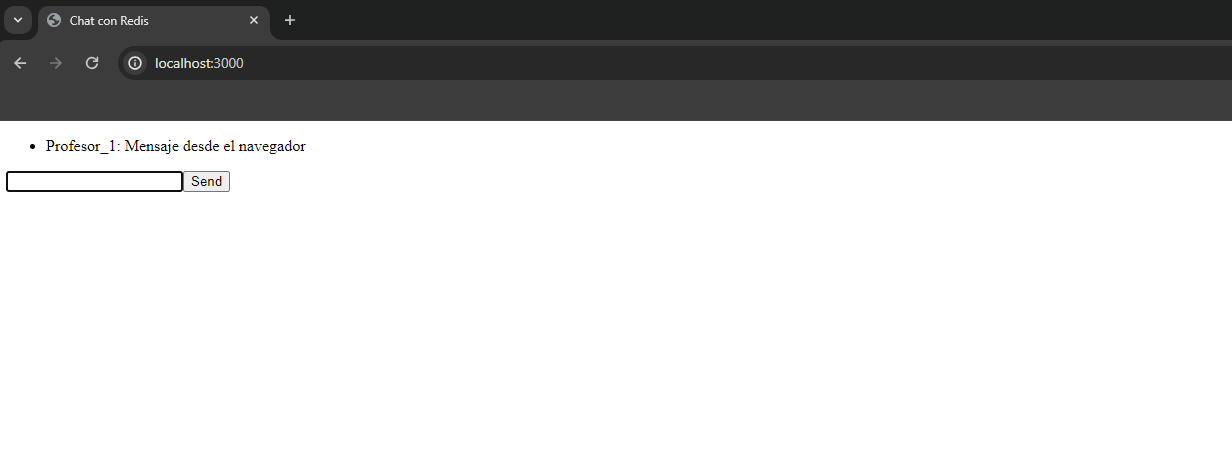 Chat con Redis
localhost:3000
Profesor_1: Mensaje desde el navegador
Send